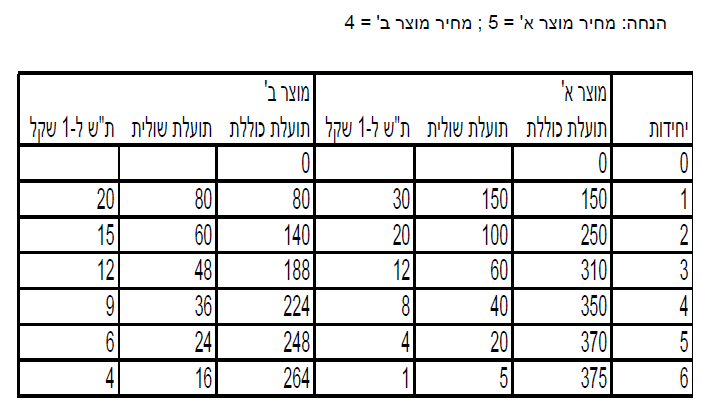 הנחה: מחיר מוצר א' = 5 ; מחיר מוצר ב' = 4
מוצר א' מוצר ב'
יחידות תועלת כוללת תועלת שולית ת"ש ל-1 שקל תועלת כוללת תועלת שולית ת"ש ל-1 שקל
0 0 0
1 150 150 30 80 80 20
2 250 100 20 140 60 15
3 310 60 12 188 48 12
4 350 40 8 224 36 9
5 370 20 4 248 24 6
6 375 5 1 264 16 4